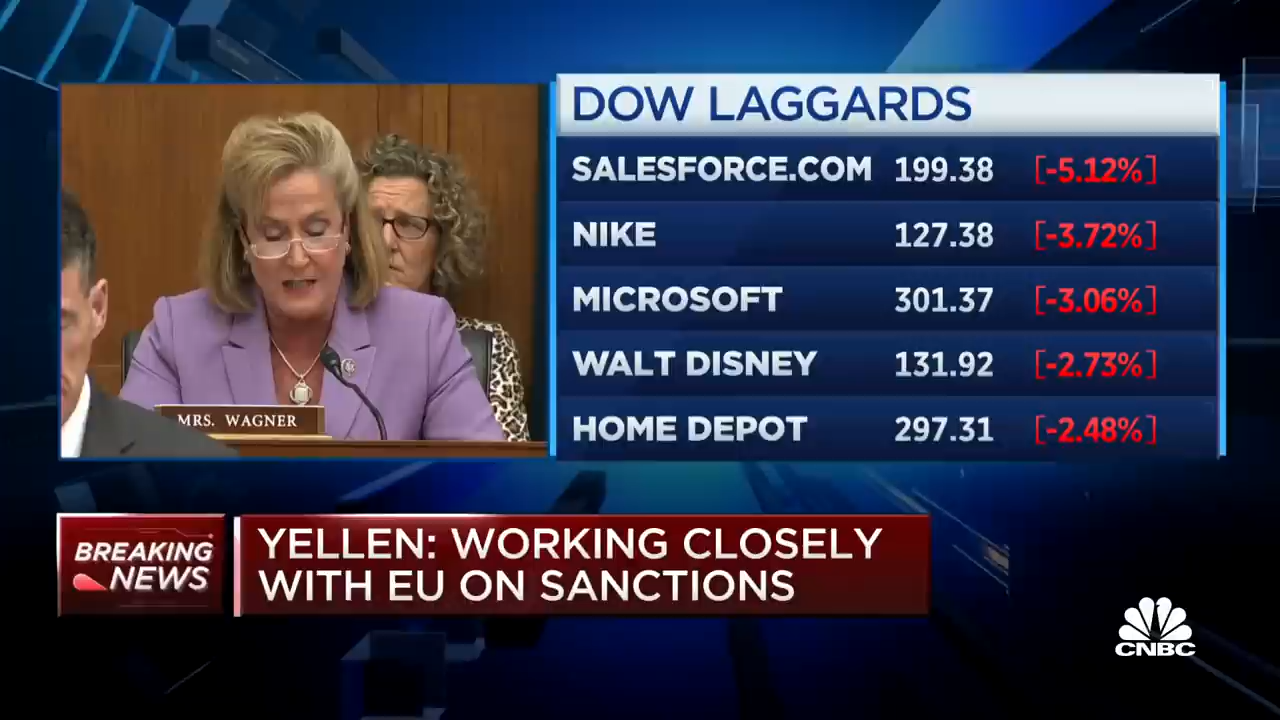 DOW LAGGARDS
SALESFORCE.COM 199.38 [-5.12%]
NIKE 127.38 [-3.72%]
MICROSOFT 301.37 [-3.06%]
WALT DISNEY 131.92 [-2.73%]
HOME DEPOT 297.31 [-2.48%]
MRS. WAGNER
BREAKING NEWS
YELLEN: WORKING CLOSELY
WITH EU ON SANCTIONS
CNBC